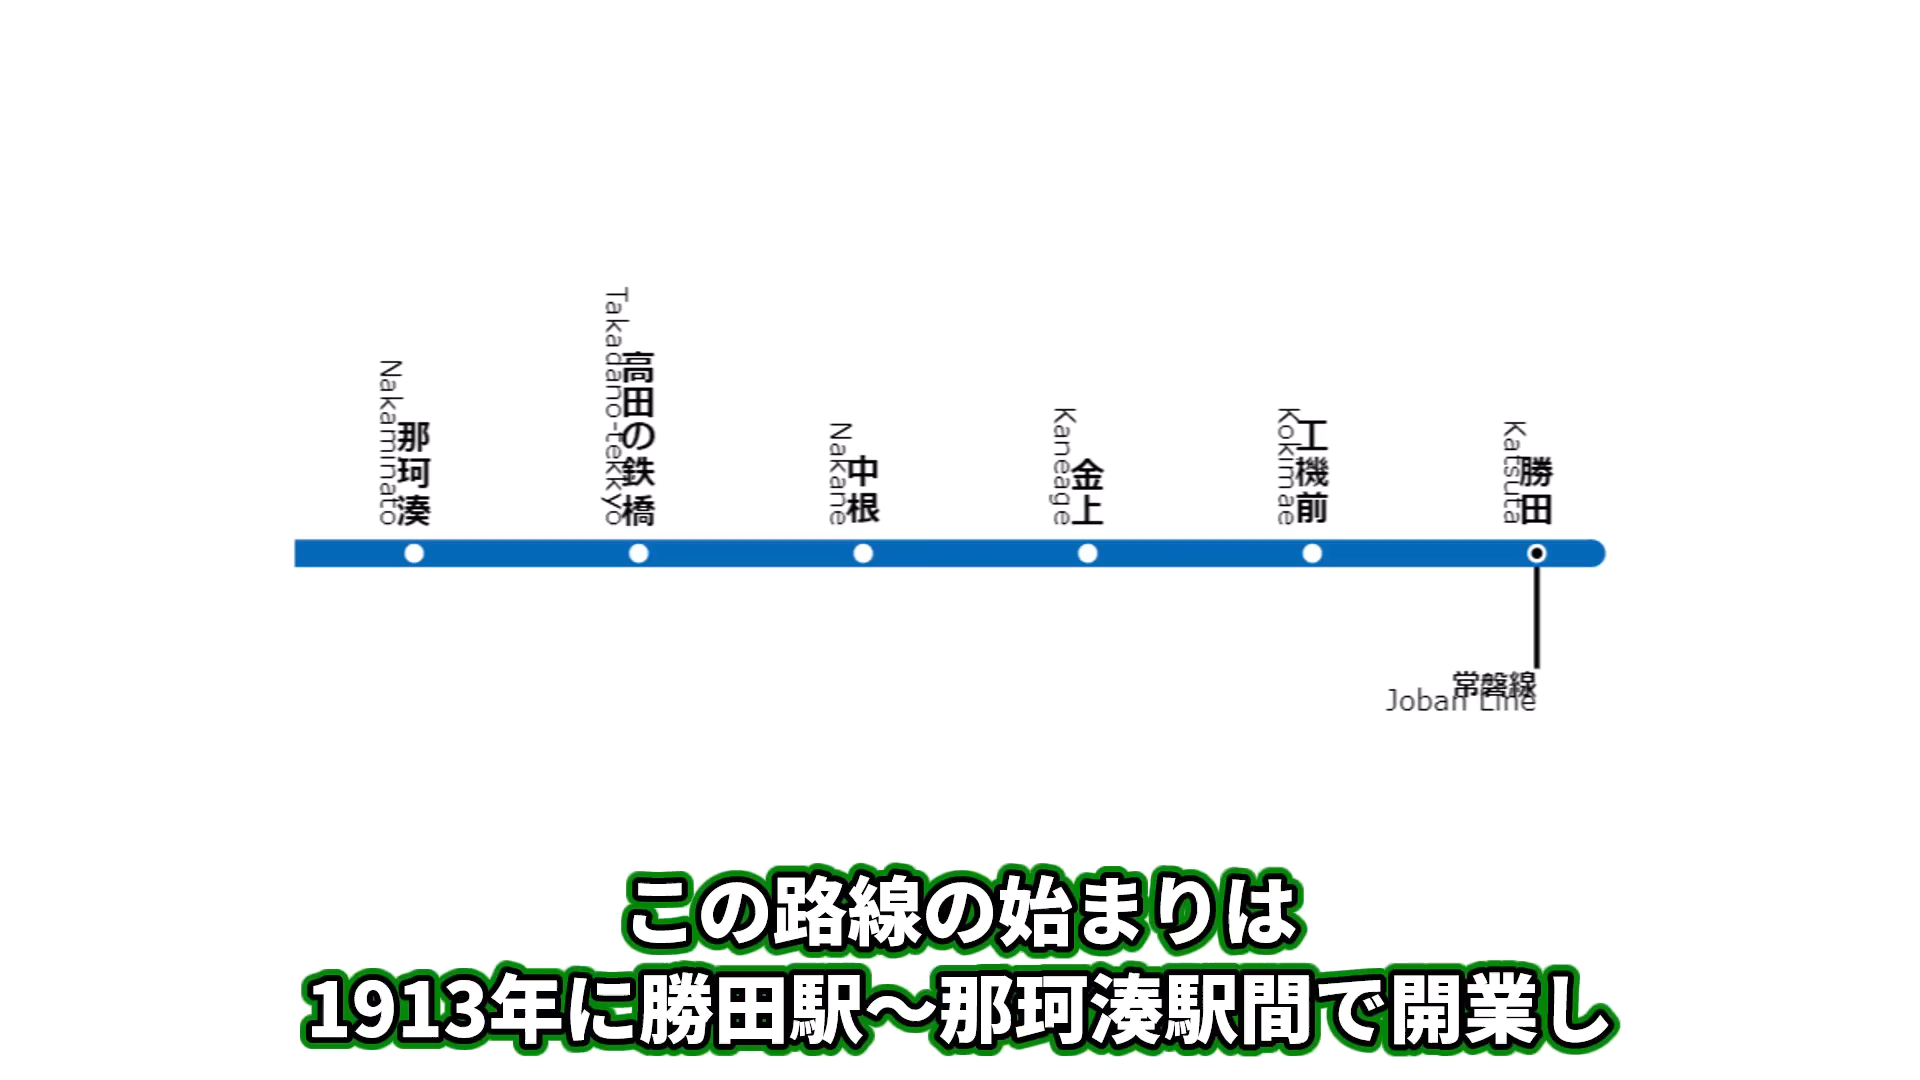 Nakaminato
那珂湊
Takadano-tekkyo
高田の鉄橋
Nakane
中根
Kaneage
金上
Kokimae
工機前
Katsuta
勝田
常磐線
Joban Line
この路線の始まりは
1913年に勝田駅〜那珂湊駅間で開業し